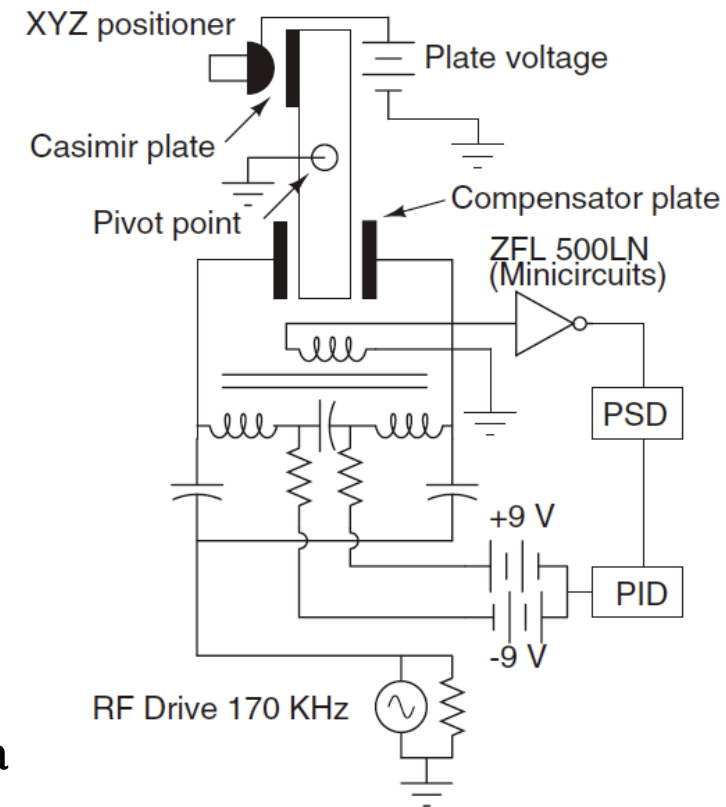 XYZ positioner
Plate voltage
Casimir plate
Compensator plate
Pivot point
ZFL 500LN
(Minicircuits)
PSD
+9 V
PID
-9 V
RF Drive 170 KHz
a